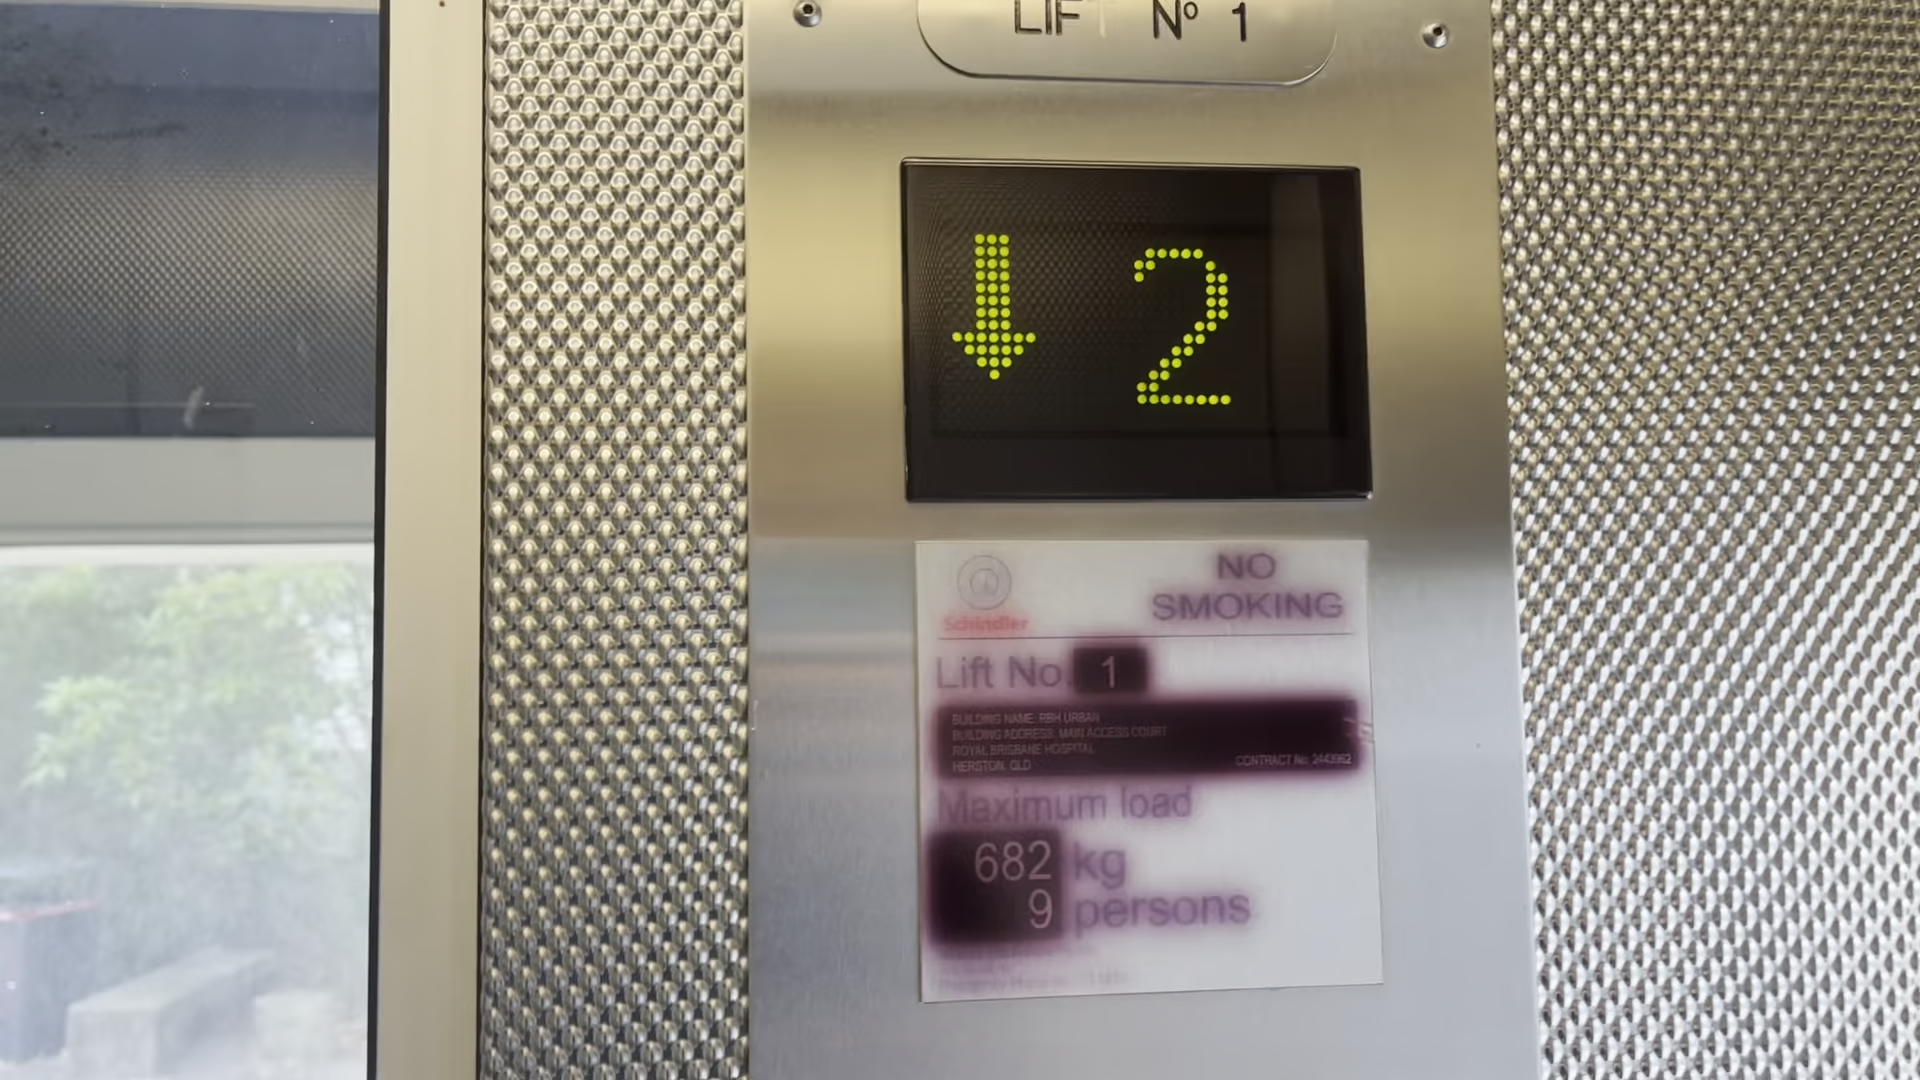 LIFT Nº 1
2
Schindler
NO
SMOKING
Lift No. 1
BUILDING NAME: RBH URBAN
BUILDING ADDRESS: MAIN ACCESS COURT
ROYAL BRISBANE HOSPITAL
HERSTON. QLD
CONTRACT No: 2443962
Maximum load
682 kg
9 persons